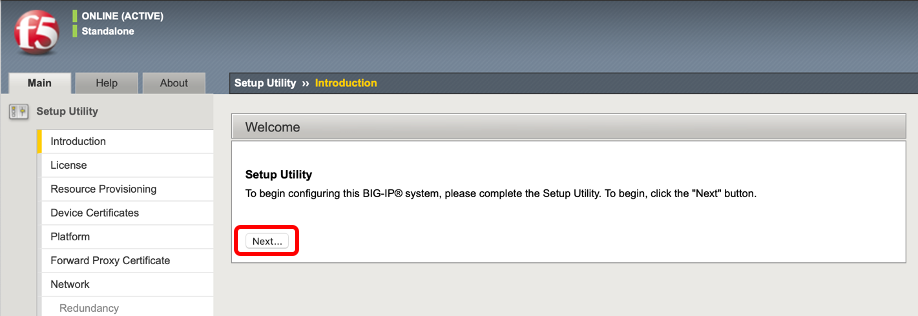 f5
ONLINE (ACTIVE)
Standalone
Main
Help
About
Setup Utility ›› Introduction
Setup Utility
Introduction
License
Resource Provisioning
Device Certificates
Platform
Forward Proxy Certificate
Network
Redundancy
Welcome
Setup Utility
To begin configuring this BIG-IP® system, please complete the Setup Utility. To begin, click the "Next" button.
Next...